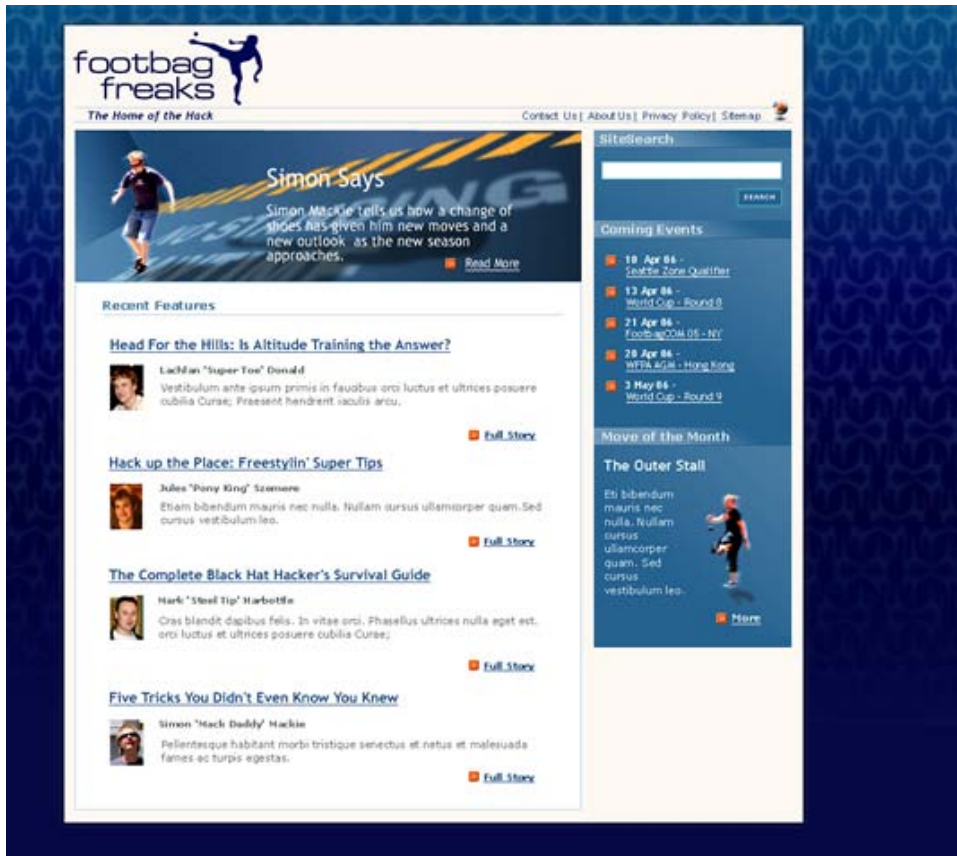 footbag
freaks
The Home of the Hack
Contact Us | About Us | Privacy Policy | Sitemap
Simon Says
Simon Mackie tells us how a change of
shoes has given him new moves and a
new outlook as the new season
approaches.
Read More
Recent Features
Head For the Hills: Is Altitude Training the Answer?
Lachlan 'Super Toe' Donald
Vestibulum ante ipsum primis in faucibus orci luctus et ultrices posuere
cubilia Curae; Praesent hendrerit iaculis arcu.
Full Story
Hack up the Place: Freestylin' Super Tips
Jules 'Pony King' Szemere
Etiam bibendum mauris nec nulla. Nullam cursus ullamcorper quam. Sed
cursus vestibulum leo.
Full Story
The Complete Black Hat Hacker's Survival Guide
Mark 'Steel Tip' Harbottle
Cras blandit dapibus felis. In vitae orci. Phasellus ultrices nulla eget est.
orci luctus et ultrices posuere cubilia Curae;
Full Story
Five Tricks You Didn't Even Know You Knew
Simon 'Mack Daddy' Mackie
Pellentesque habitant morbi tristique senectus et netus et malesuada
fames ac turpis egestas.
Full Story
SiteSearch
SEARCH
Coming Events
10 Apr 06 -
Seattle Zone Qualifier
13 Apr 06 -
World Cup - Round 8
21 Apr 06 -
FootbagCOM 05 - NY
28 Apr 06 -
WFPA AGM - Hong Kong
3 May 06 -
World Cup - Round 9
Move of the Month
The Outer Stall
Eti bibendum
mauris nec
nulla. Nullam
cursus
ullamcorper
quam. Sed
cursus
vestibulum leo.
More